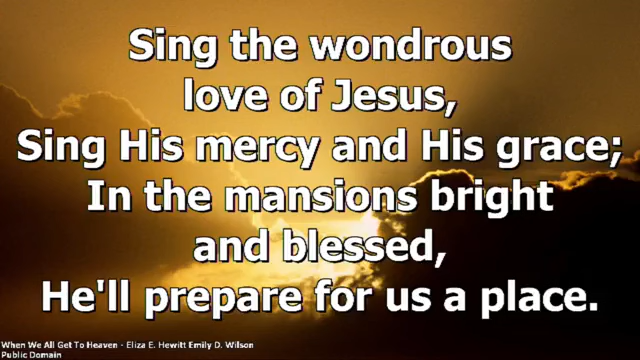 Sing the wondrous
love of Jesus,
Sing His mercy and His grace;
In the mansions bright
and blessed,
He'll prepare for us a place.
When We All Get To Heaven - Eliza E. Hewitt Emily D. Wilson
Public Domain